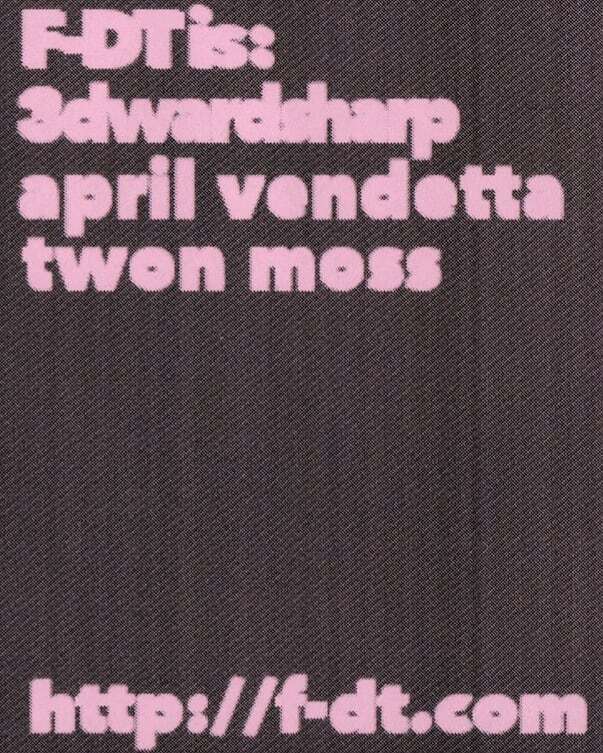 F-DT is:
3dwardsharp
april vendetta
twon moss
http://f-dt.com